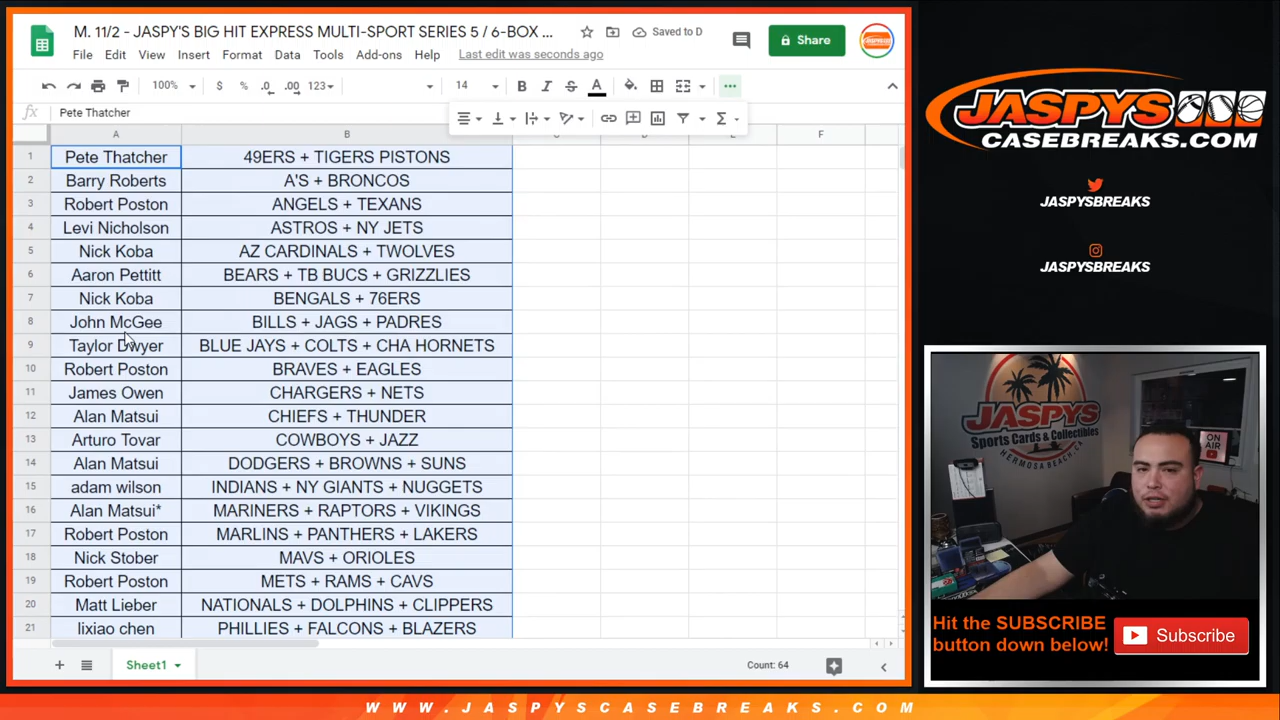 M. 11/2 - JASPY'S BIG HIT EXPRESS MULTI-SPORT SERIES 5 / 6-BOX ...
Saved to D
Share
File Edit View Insert Format Data Tools Add-ons Help Last edit was seconds ago
100% $ % .0 .00 123 14 B I S A
fx Pete Thatcher
A B C D E F
1 Pete Thatcher 49ERS + TIGERS PISTONS
2 Barry Roberts A'S + BRONCOS
3 Robert Poston ANGELS + TEXANS
4 Levi Nicholson ASTROS + NY JETS
5 Nick Koba AZ CARDINALS + TWOLVES
6 Aaron Pettitt BEARS + TB BUCS + GRIZZLIES
7 Nick Koba BENGALS + 76ERS
8 John McGee BILLS + JAGS + PADRES
9 Taylor Dwyer BLUE JAYS + COLTS + CHA HORNETS
10 Robert Poston BRAVES + EAGLES
11 James Owen CHARGERS + NETS
12 Alan Matsui CHIEFS + THUNDER
13 Arturo Tovar COWBOYS + JAZZ
14 Alan Matsui DODGERS + BROWNS + SUNS
15 adam wilson INDIANS + NY GIANTS + NUGGETS
16 Alan Matsui* MARINERS + RAPTORS + VIKINGS
17 Robert Poston MARLINS + PANTHERS + LAKERS
18 Nick Stober MAVS + ORIOLES
19 Robert Poston METS + RAMS + CAVS
20 Matt Lieber NATIONALS + DOLPHINS + CLIPPERS
21 lixiao chen PHILLIES + FALCONS + BLAZERS
Sheet1
Count: 64
JASPYS
CASEBREAKS.COM
JASPYSBREAKS
JASPYSBREAKS
JASPYS
Sports Cards & Collectibles
HERMOSA BEACH, CA
ON AIR
Hit the SUBSCRIBE
button down below!
Subscribe
WWW.JASPYSCASEBREAKS.COM